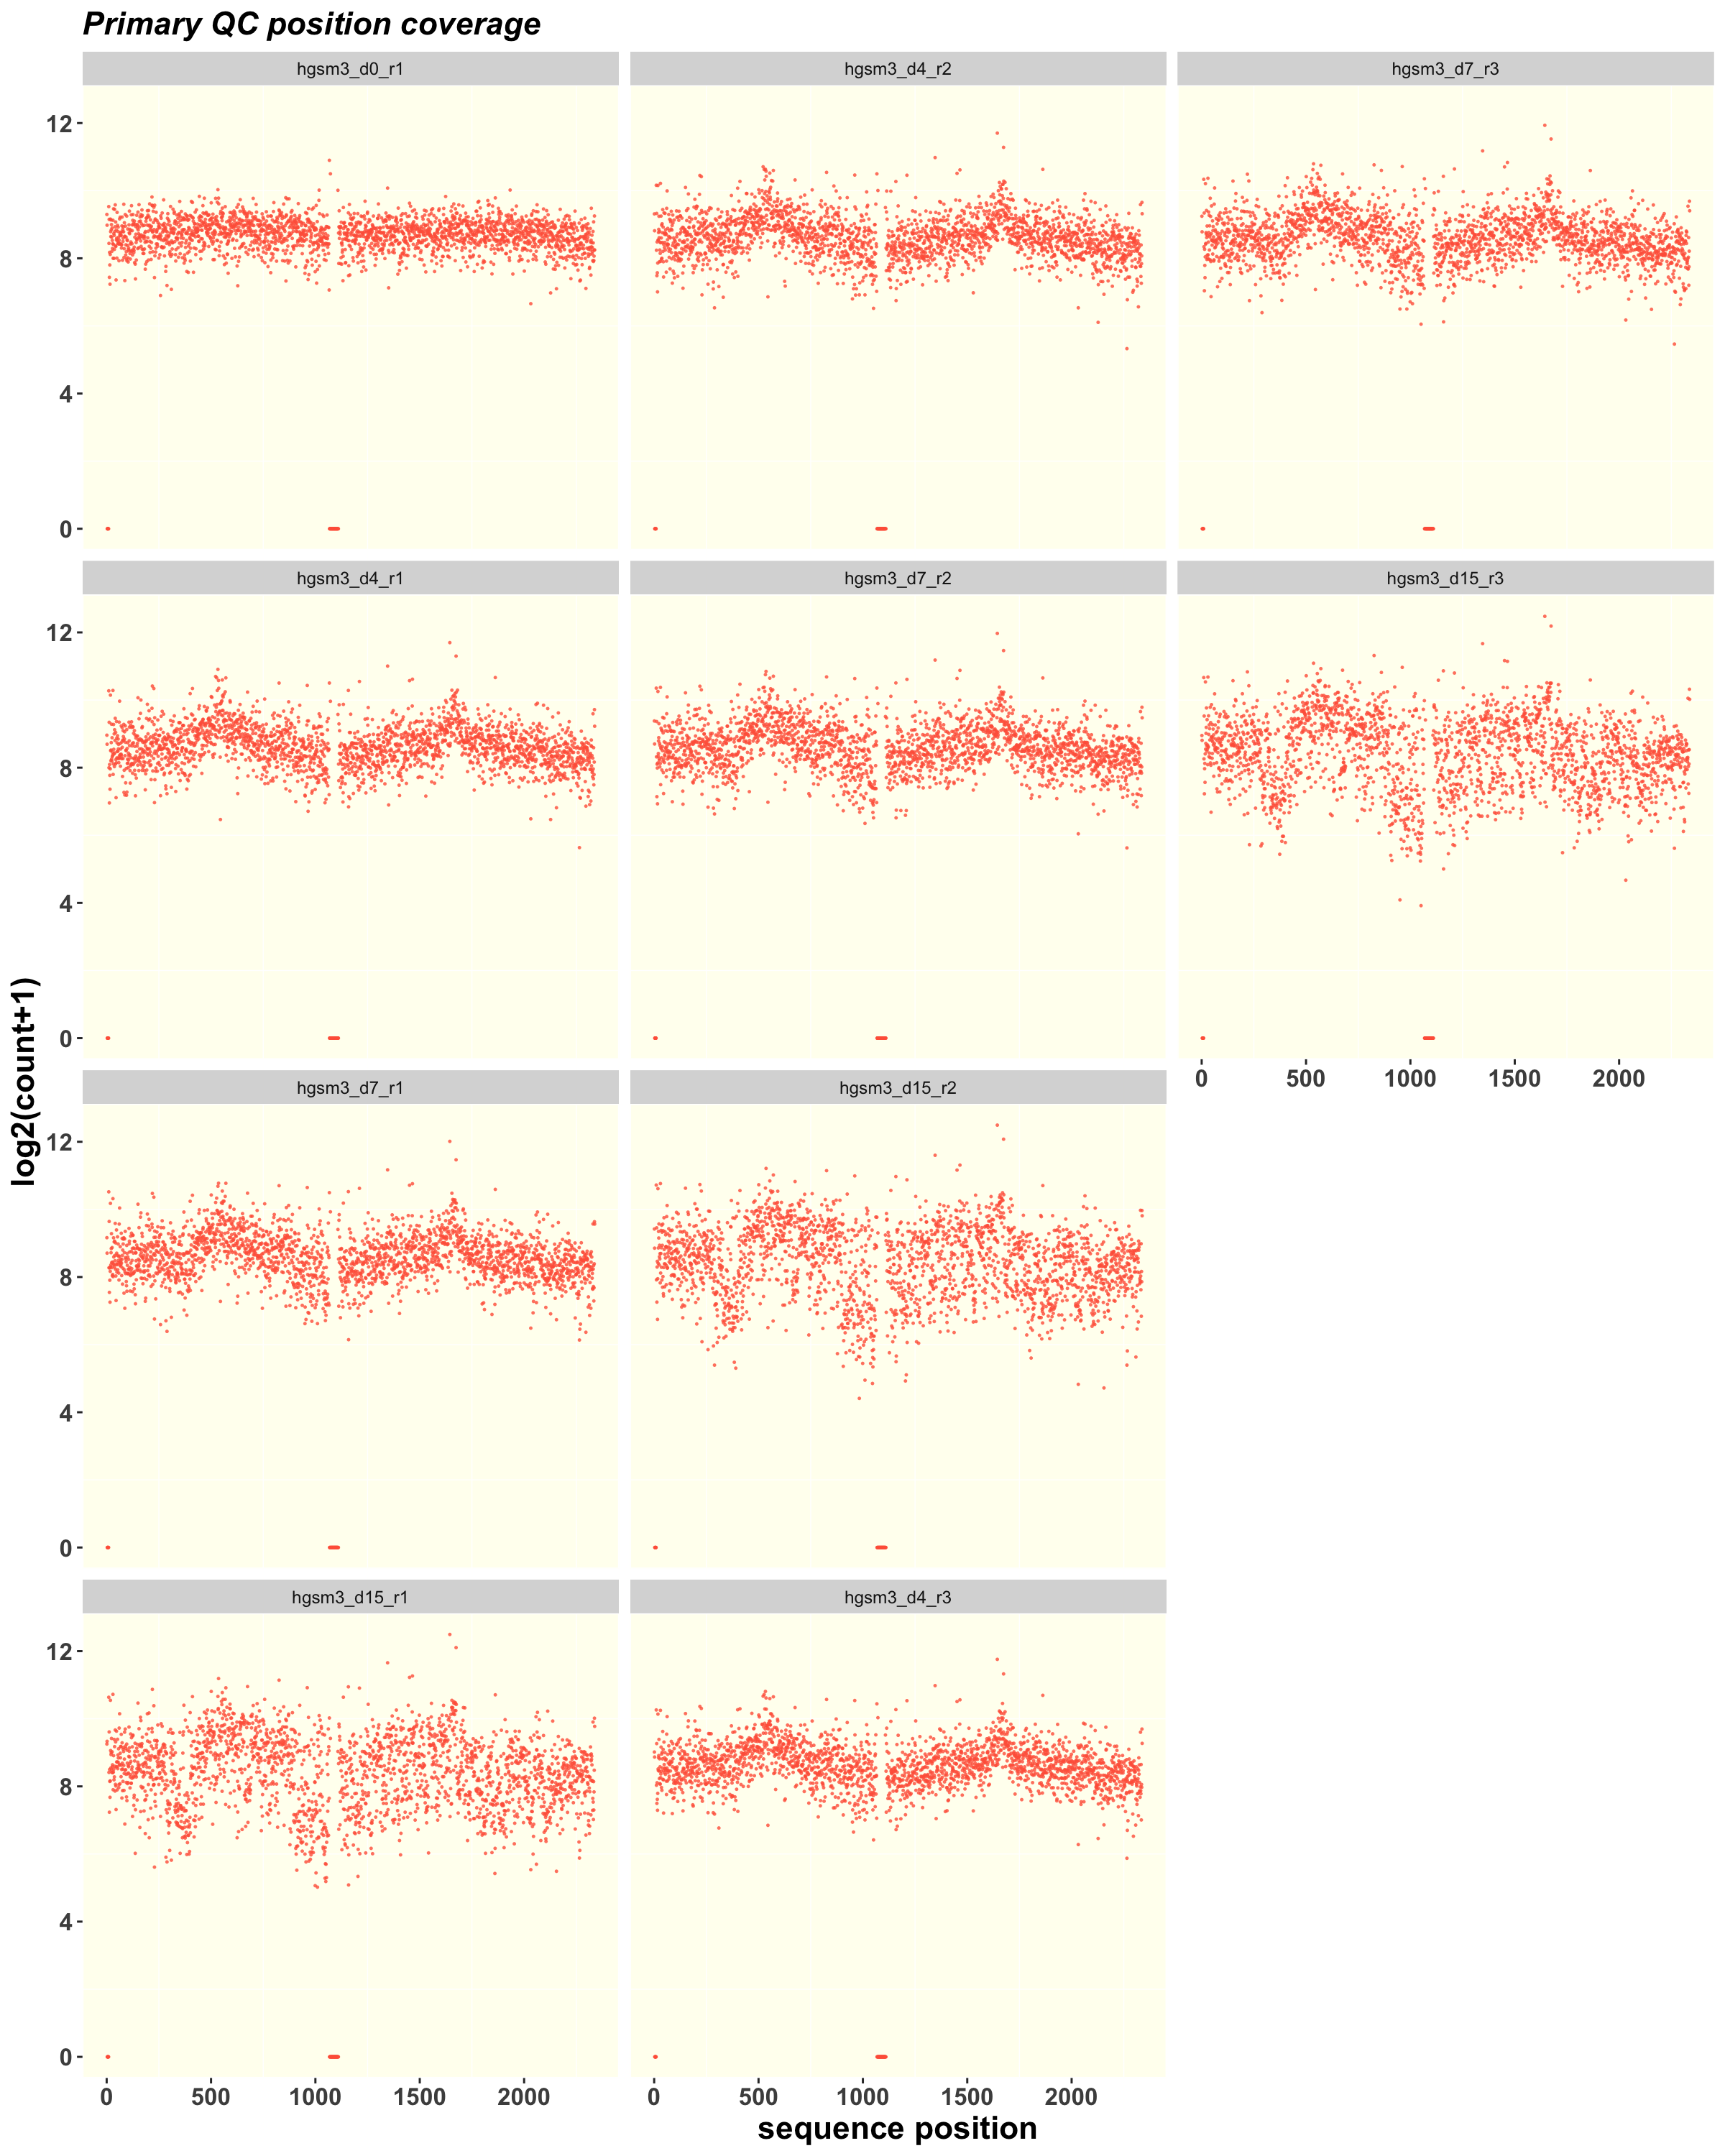 Primary QC position coverage
hgsm3_d0_r1
hgsm3_d4_r2
hgsm3_d7_r3
12
8
4
0
hgsm3_d4_r1
hgsm3_d7_r2
hgsm3_d15_r3
12
8
4
0
0 500 1000 1500 2000
hgsm3_d7_r1
hgsm3_d15_r2
12
8
4
0
hgsm3_d15_r1
hgsm3_d4_r3
12
8
4
0
0 500 1000 1500 2000
0 500 1000 1500 2000
log2(count+1)
sequence position